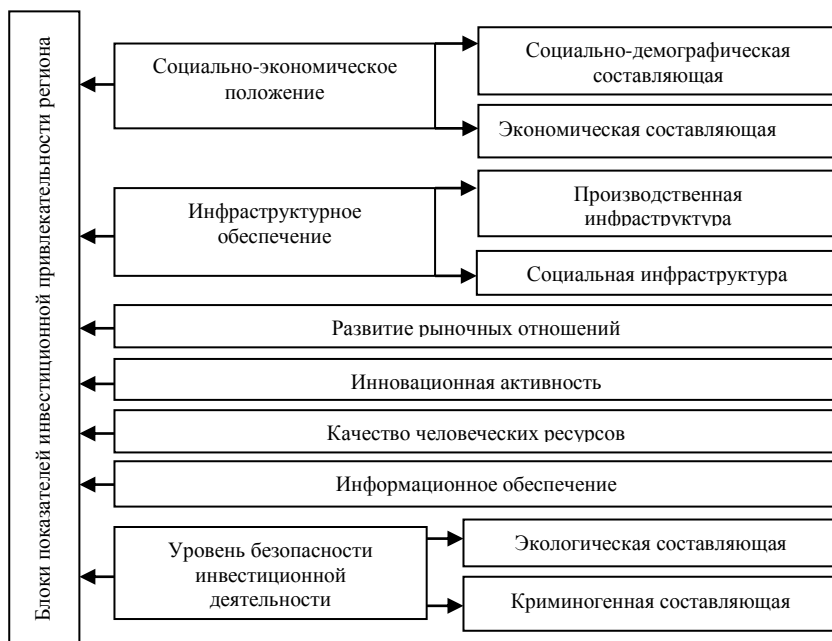 Блоки показателей инвестиционной привлекательности региона
Социально-экономическое
положение
Социально-демографическая
составляющая
Экономическая составляющая
Инфраструктурное
обеспечение
Производственная
инфраструктура
Социальная инфраструктура
Развитие рыночных отношений
Инновационная активность
Качество человеческих ресурсов
Информационное обеспечение
Уровень безопасности
инвестиционной
деятельности
Экологическая составляющая
Криминогенная составляющая